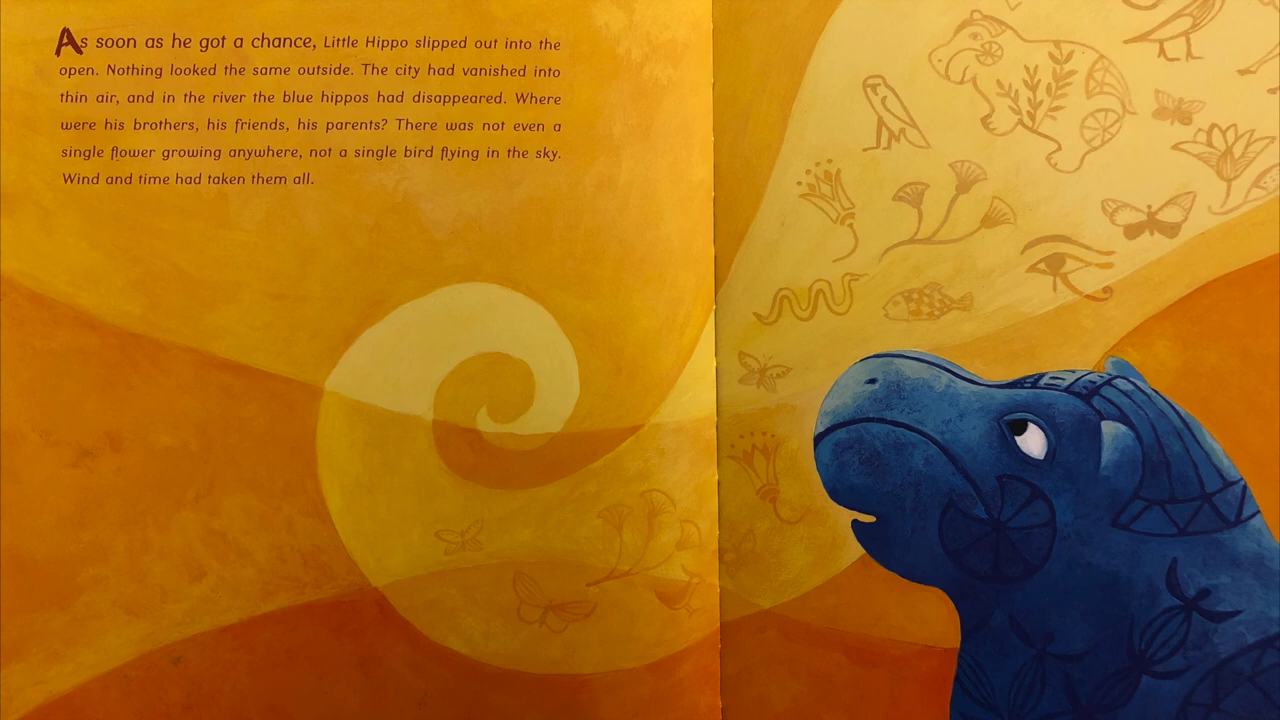 As soon as he got a chance, Little Hippo slipped out into the
open. Nothing looked the same outside. The city had vanished into
thin air, and in the river the blue hippos had disappeared. Where
were his brothers, his friends, his parents? There was not even a
single flower growing anywhere, not a single bird flying in the sky.
Wind and time had taken them all.